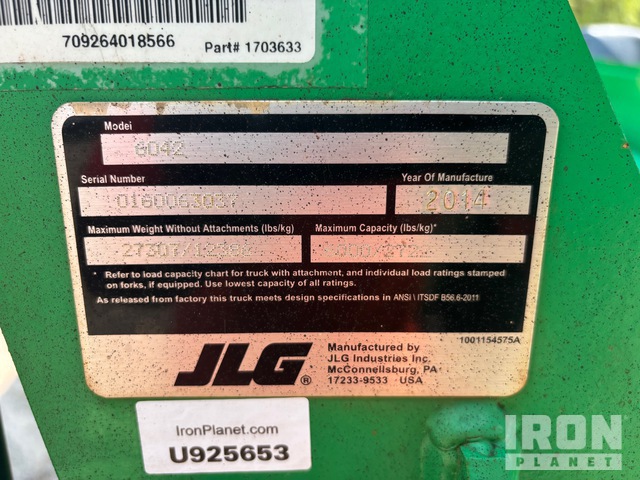 709264018566 Part# 1703633
Model
Serial Number Year Of Manufacture
0160063037 2014
Maximum Weight Without Attachments (lbs/kg) Maximum Capacity (lbs/kg)*
* Refer to load capacity chart for truck with attachment, and individual load ratings stamped
on forks, if equipped. Use lowest capacity of all ratings.
As released from factory this truck meets design specifications in ANSI \ ITSDF B56.6-2011
1001154575A
JLG®
Manufactured by
JLG Industries Inc.
McConnellsburg, PA
17233-9533 USA
IronPlanet.com
U925653
IRON
PLANET